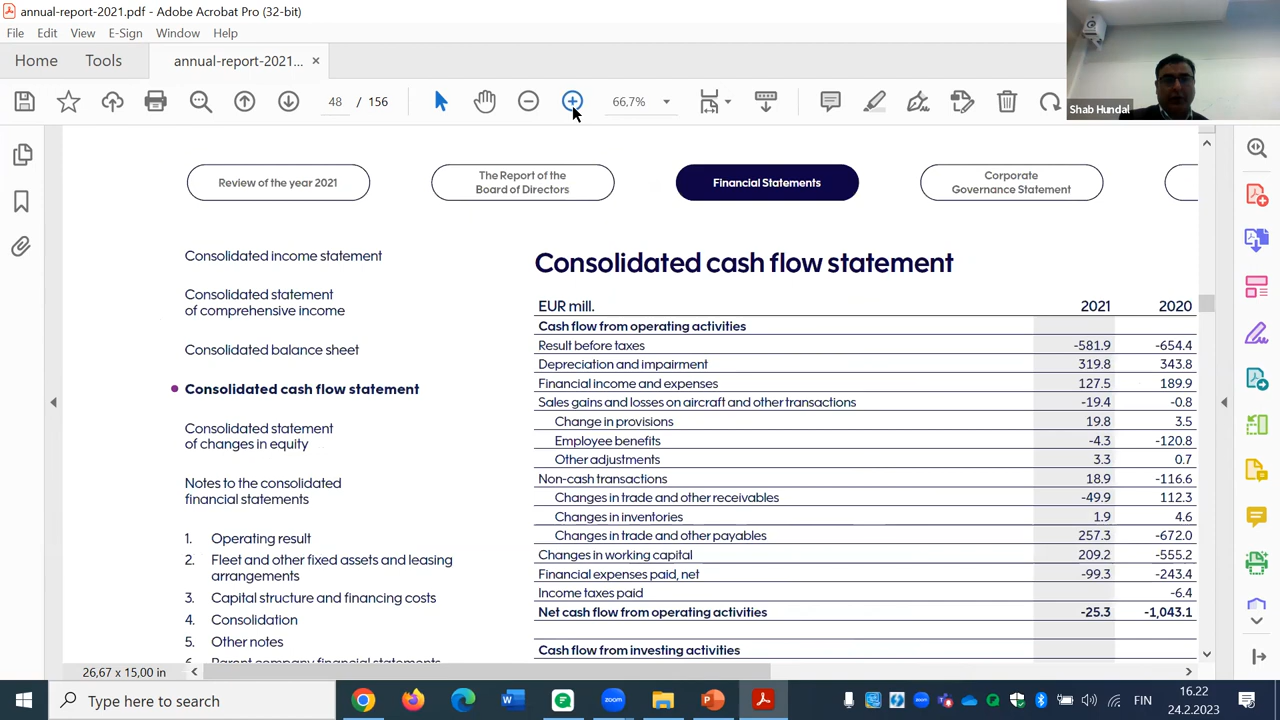 annual-report-2021.pdf - Adobe Acrobat Pro (32-bit)
File Edit View E-Sign Window Help
Home Tools annual-report-2021... ×
48 / 156 66,7%
Shab Hundal
Review of the year 2021
The Report of the
Board of Directors
Financial Statements
Corporate
Governance Statement
Consolidated income statement
Consolidated statement
of comprehensive income
Consolidated balance sheet
• Consolidated cash flow statement
Consolidated statement
of changes in equity
Notes to the consolidated
financial statements
1. Operating result
2. Fleet and other fixed assets and leasing
arrangements
3. Capital structure and financing costs
4. Consolidation
5. Other notes
6. Parent company financial statements
Consolidated cash flow statement
EUR mill. 2021 2020
Cash flow from operating activities
Result before taxes -581.9 -654.4
Depreciation and impairment 319.8 343.8
Financial income and expenses 127.5 189.9
Sales gains and losses on aircraft and other transactions -19.4 -0.8
Change in provisions 19.8 3.5
Employee benefits -4.3 -120.8
Other adjustments 3.3 0.7
Non-cash transactions 18.9 -116.6
Changes in trade and other receivables -49.9 112.3
Changes in inventories 1.9 4.6
Changes in trade and other payables 257.3 -672.0
Changes in working capital 209.2 -555.2
Financial expenses paid, net -99.3 -243.4
Income taxes paid -6.4
Net cash flow from operating activities -25.3 -1,043.1
Cash flow from investing activities
26,67 x 15,00 in
Type here to search
FIN
16.22
24.2.2023